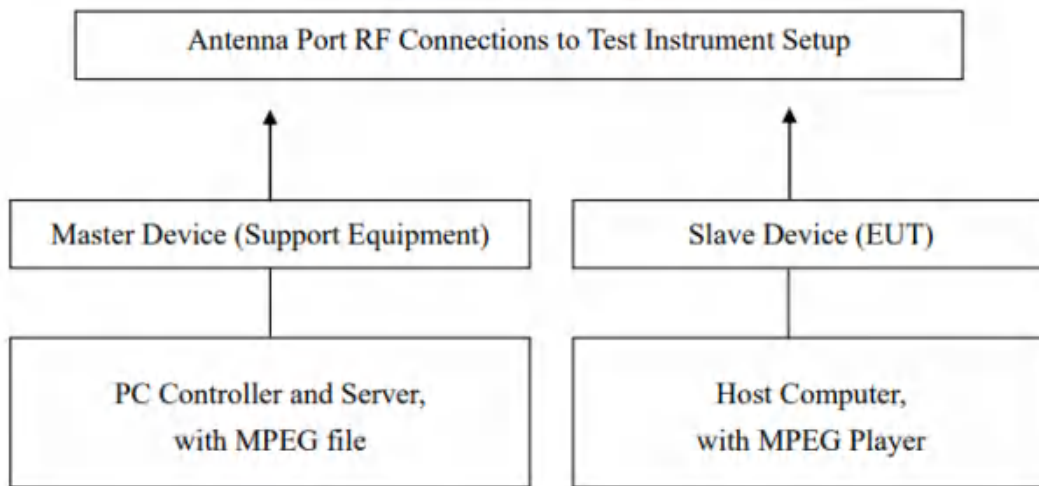 Antenna Port RF Connections to Test Instrument Setup
Master Device (Support Equipment)
Slave Device (EUT)
PC Controller and Server,
with MPEG file
Host Computer,
with MPEG Player